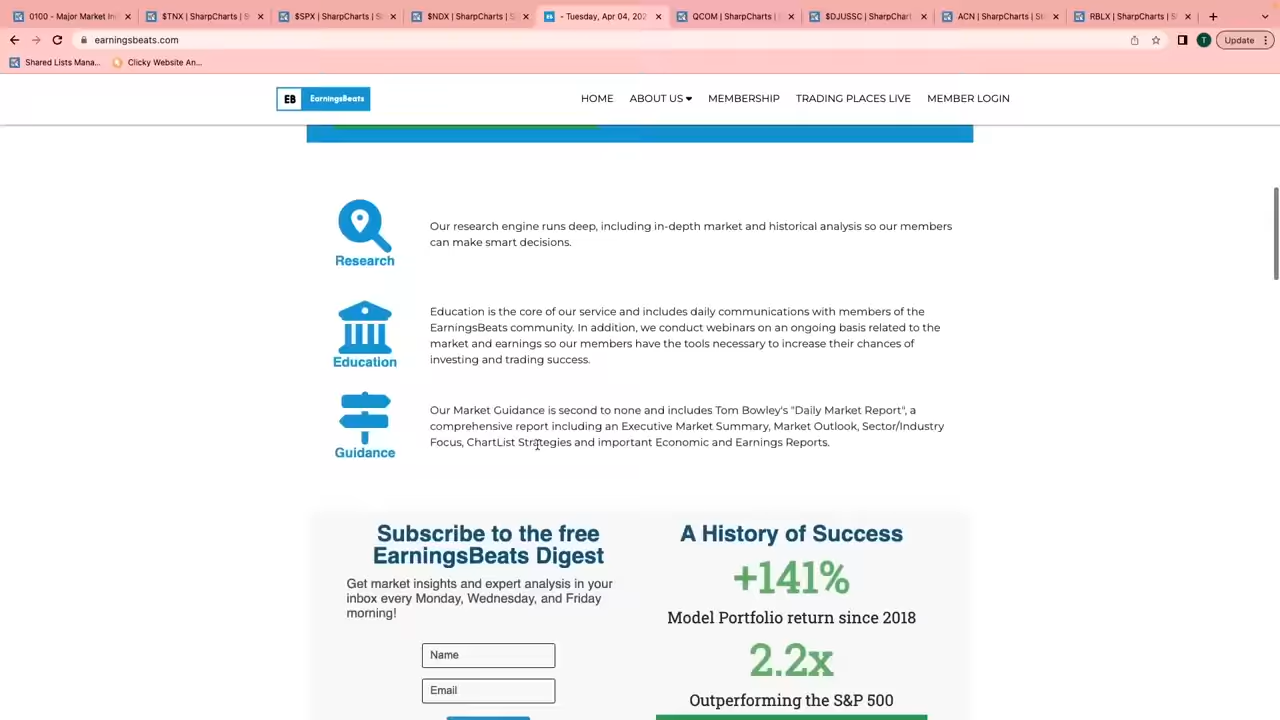 0100 - Major Market In
$TNX | SharpCharts | S
$SPX | SharpCharts | S
$NDX | SharpCharts | S
- Tuesday, Apr 04, 202
QCOM | SharpCharts |
$DJUSSC | SharpChart
ACN | SharpCharts | St
RBLX | SharpCharts | S
earningsbeats.com
Update
Shared Lists Mana...
Clicky Website An...
EB EarningsBeats
HOME ABOUT US MEMBERSHIP TRADING PLACES LIVE MEMBER LOGIN
Research
Our research engine runs deep, including in-depth market and historical analysis so our members
can make smart decisions.
Education
Education is the core of our service and includes daily communications with members of the
EarningsBeats community. In addition, we conduct webinars on an ongoing basis related to the
market and earnings so our members have the tools necessary to increase their chances of
investing and trading success.
Guidance
Our Market Guidance is second to none and includes Tom Bowley's "Daily Market Report", a
comprehensive report including an Executive Market Summary, Market Outlook, Sector/Industry
Focus, ChartList Strategies and important Economic and Earnings Reports.
Subscribe to the free
EarningsBeats Digest
Get market insights and expert analysis in your
inbox every Monday, Wednesday, and Friday
morning!
Name
Email
A History of Success
+141%
Model Portfolio return since 2018
2.2x
Outperforming the S&P 500